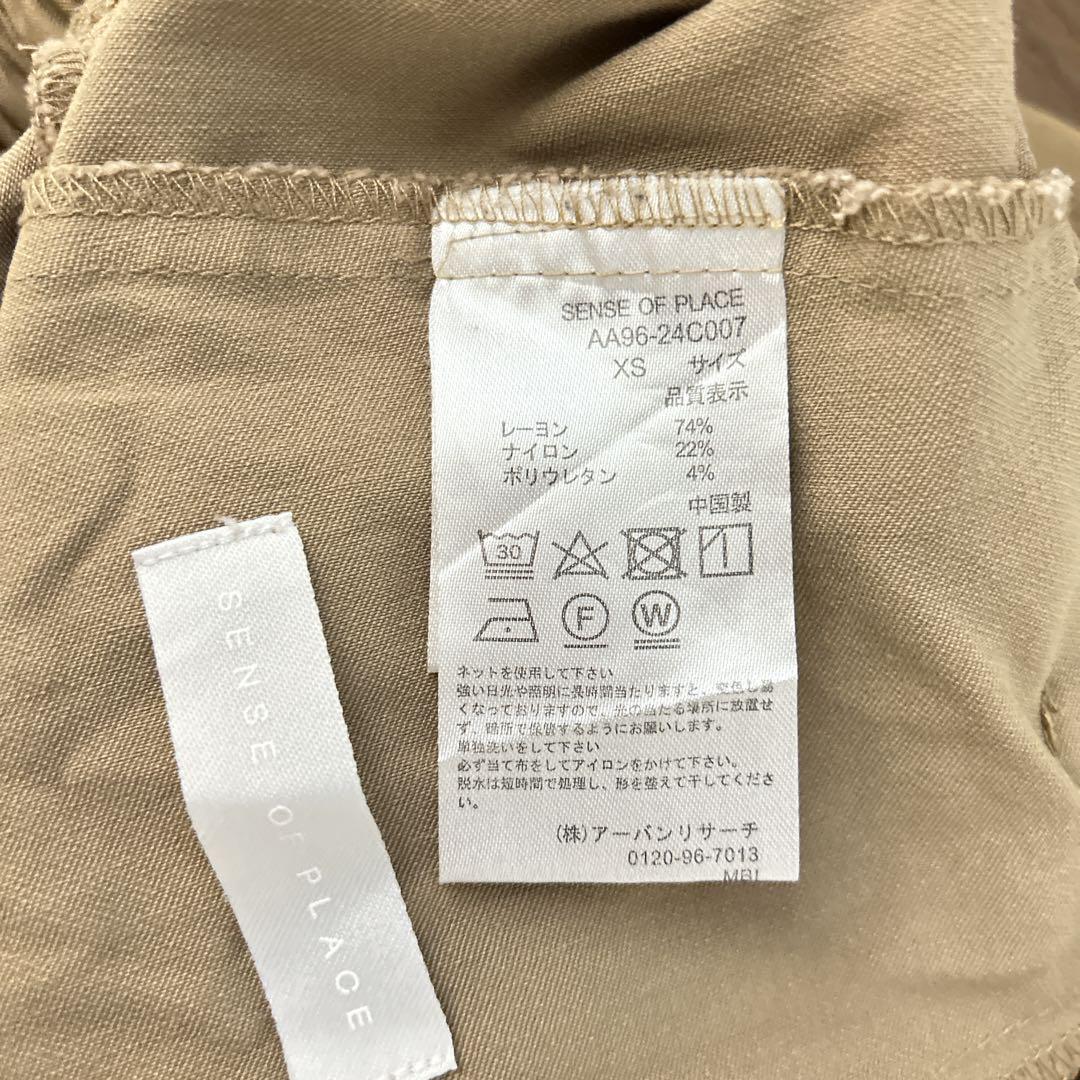 SENSE OF PLACE
AA96-24C007
XS サイズ
品質表示
レーヨン 74%
ナイロン 22%
ポリウレタン 4%
中国製
30
F W
ネットを使用して下さい
強い日光や照明に長時間当たりますと、変色し易
くなっておりますので、光の当たる場所に放置せ
ず、暗所で保管するようにお願いします。
単独洗いをして下さい
必ず当て布をしてアイロンをかけて下さい。
脱水は短時間で処理し、形を整えて干してくださ
い。
(株)アーバンリサーチ
0120-96-7013
SENSE OF PLACE